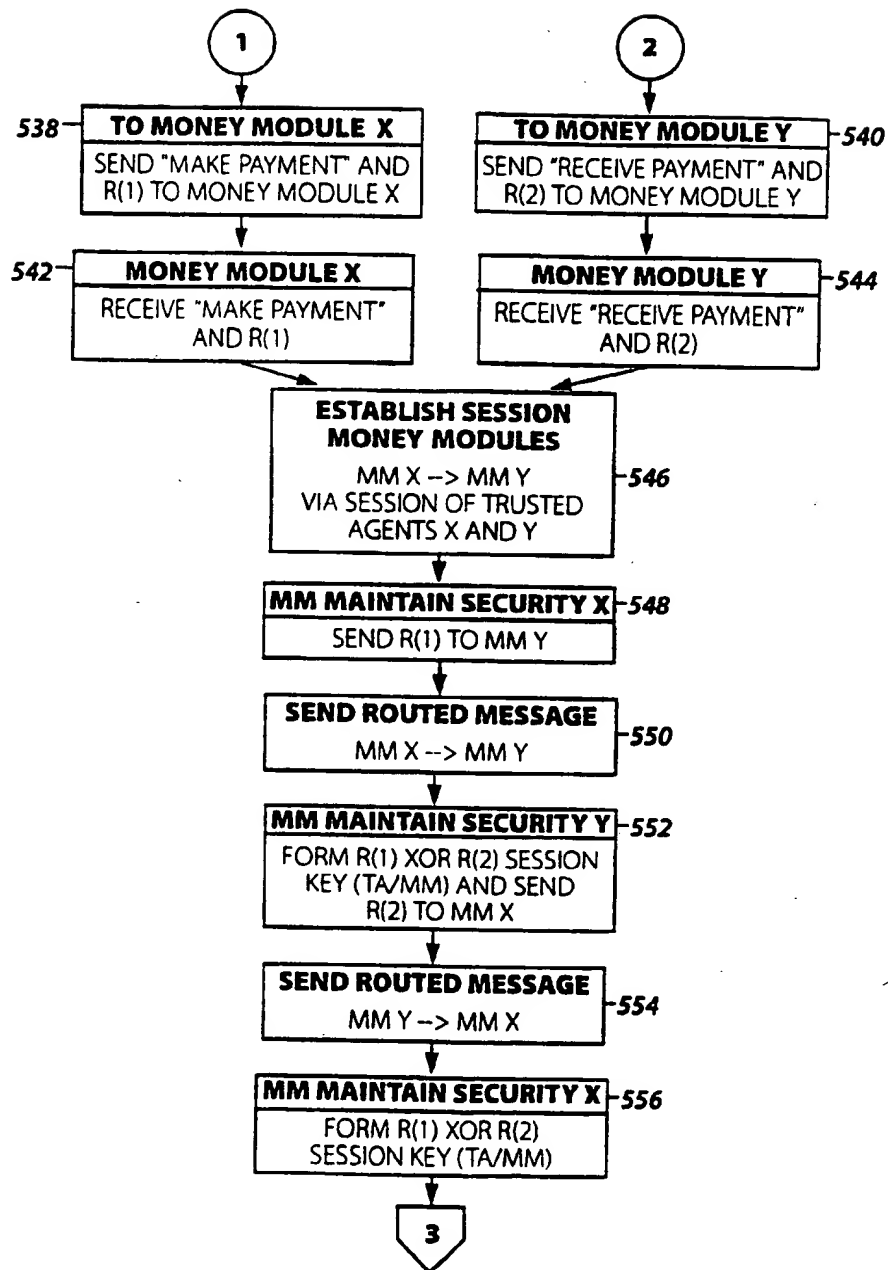 1
2
538
TO MONEY MODULE X
SEND "MAKE PAYMENT" AND
R(1) TO MONEY MODULE X
TO MONEY MODULE Y
540
SEND "RECEIVE PAYMENT" AND
R(2) TO MONEY MODULE Y
542
MONEY MODULE X
RECEIVE "MAKE PAYMENT"
AND R(1)
MONEY MODULE Y
544
RECEIVE "RECEIVE PAYMENT"
AND R(2)
ESTABLISH SESSION
MONEY MODULES
MM X --> MM Y
VIA SESSION OF TRUSTED
AGENTS X AND Y
546
MM MAINTAIN SECURITY X
548
SEND R(1) TO MM Y
SEND ROUTED MESSAGE
MM X --> MM Y
550
MM MAINTAIN SECURITY Y
552
FORM R(1) XOR R(2) SESSION
KEY (TA/MM) AND SEND
R(2) TO MM X
SEND ROUTED MESSAGE
MM Y --> MM X
554
MM MAINTAIN SECURITY X
556
FORM R(1) XOR R(2)
SESSION KEY (TA/MM)
3